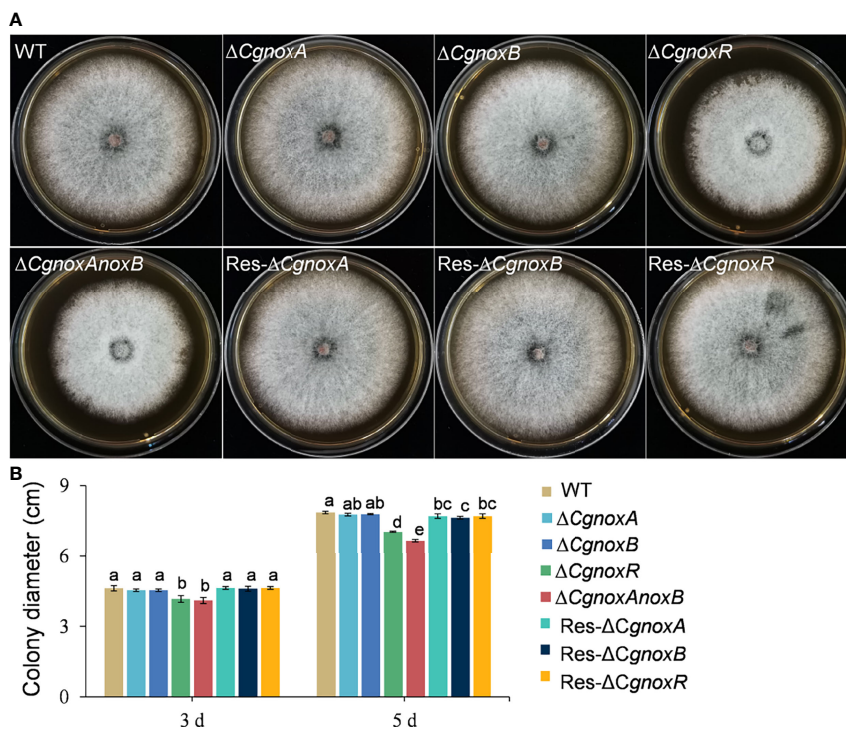 A
WT
ΔCgnoxA
ΔCgnoxB
ΔCgnoxR
ΔCgnoxAnoxB
Res-ΔCgnoxA
Res-ΔCgnoxB
Res-ΔCgnoxR
B
Colony diameter (cm)
9
6
3
0
a a a b b a a a
a ab ab d e bc c bc
3 d
5 d
WT
ΔCgnoxA
ΔCgnoxB
ΔCgnoxR
ΔCgnoxAnoxB
Res-ΔCgnoxA
Res-ΔCgnoxB
Res-ΔCgnoxR